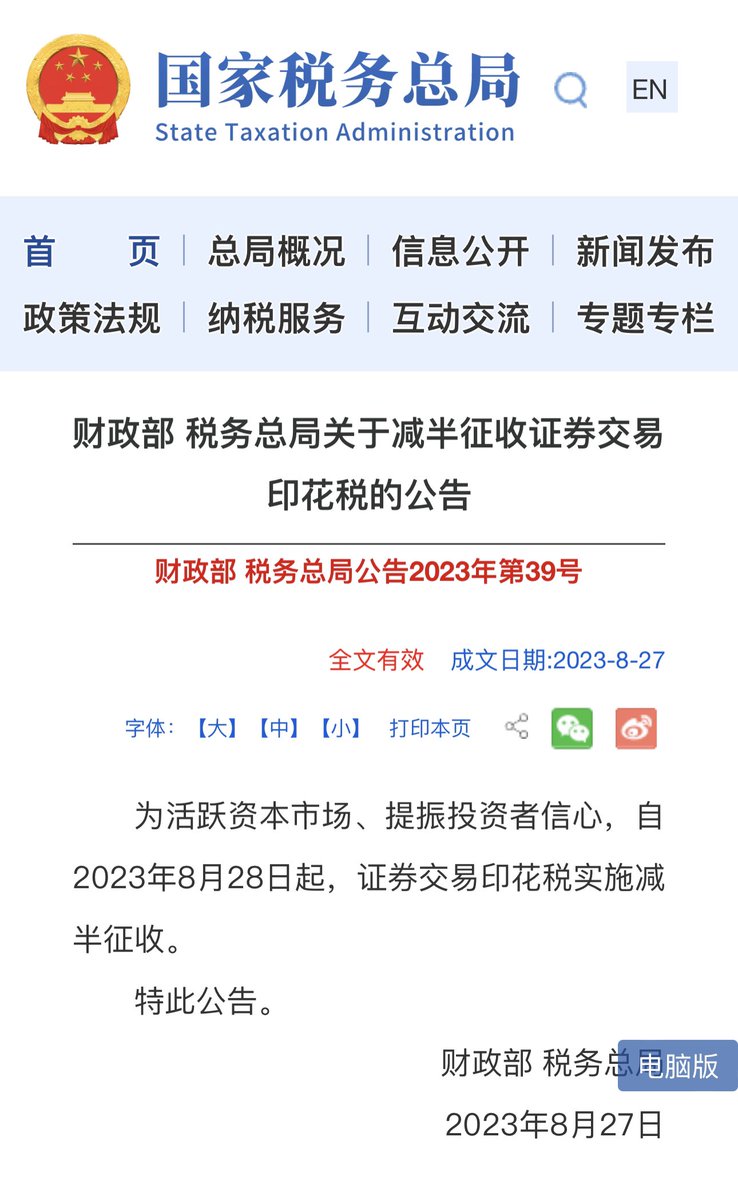 国家税务总局
State Taxation Administration
EN
首 页 总局概况 信息公开 新闻发布
政策法规 纳税服务 互动交流 专题专栏
财政部 税务总局关于减半征收证券交易
印花税的公告
财政部 税务总局公告2023年第39号
全文有效 成文日期:2023-8-27
字体：【大】【中】【小】 打印本页
为活跃资本市场、提振投资者信心，自
2023年8月28日起，证券交易印花税实施减
半征收。
特此公告。
财政部 税务总局
电脑版
2023年8月27日